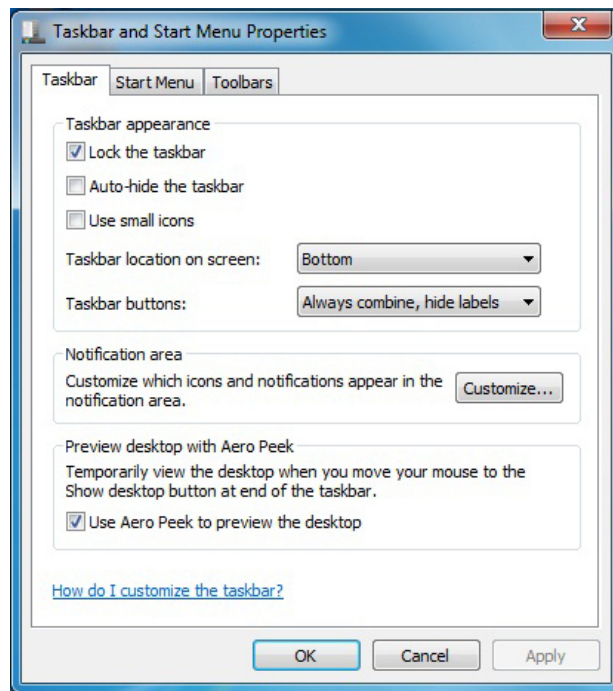 Taskbar and Start Menu Properties
Taskbar
Start Menu
Toolbars
Taskbar appearance
Lock the taskbar
Auto-hide the taskbar
Use small icons
Taskbar location on screen:
Bottom
Taskbar buttons:
Always combine, hide labels
Notification area
Customize which icons and notifications appear in the
notification area.
Customize...
Preview desktop with Aero Peek
Temporarily view the desktop when you move your mouse to the
Show desktop button at end of the taskbar.
Use Aero Peek to preview the desktop
How do I customize the taskbar?
OK
Cancel
Apply